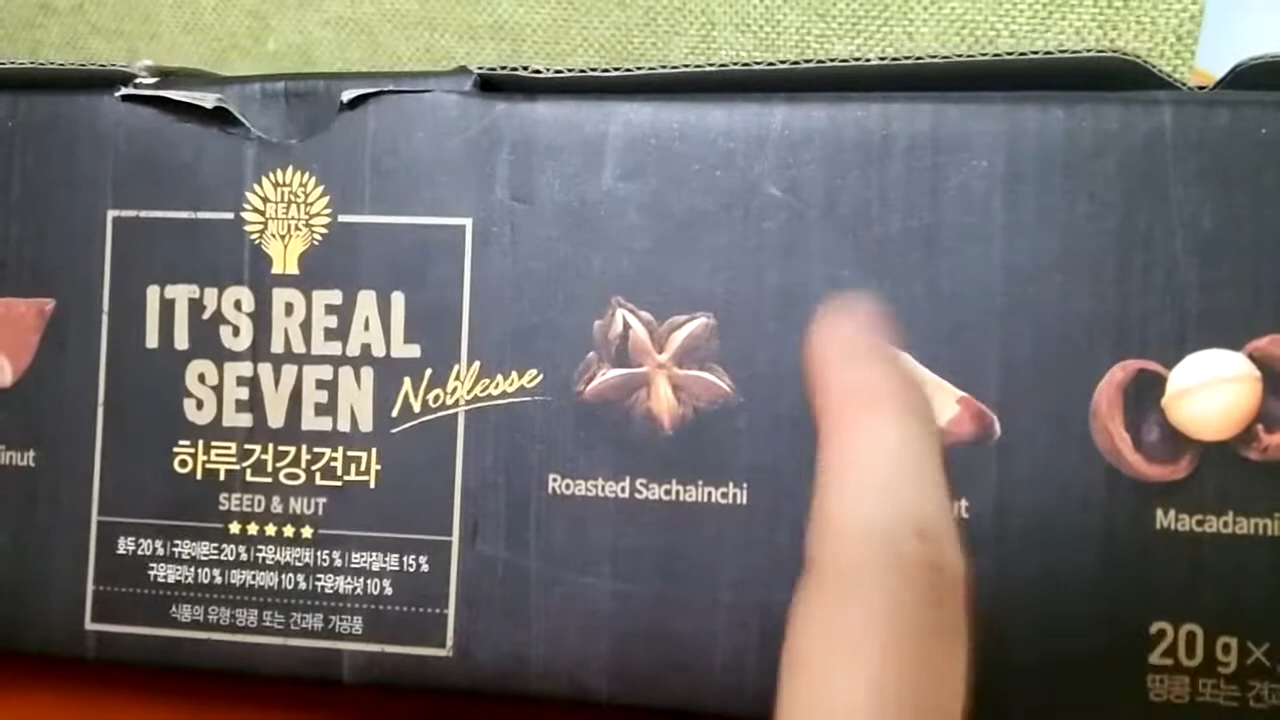 IT'S
REAL
NUTS
IT'S REAL
SEVEN
Noblesse
하루건강견과
SEED & NUT
호두 20 % | 구운아몬드 20 % | 구운사차인치 15 % | 브라질너트 15 %
구운필리넛 10 % | 마카다미아 10 % | 구운캐슈넛 10 %
식품의 유형:땅콩 또는 견과류 가공품
Roasted Sachainchi
Macadami
20 g×
땅콩 또는 견과